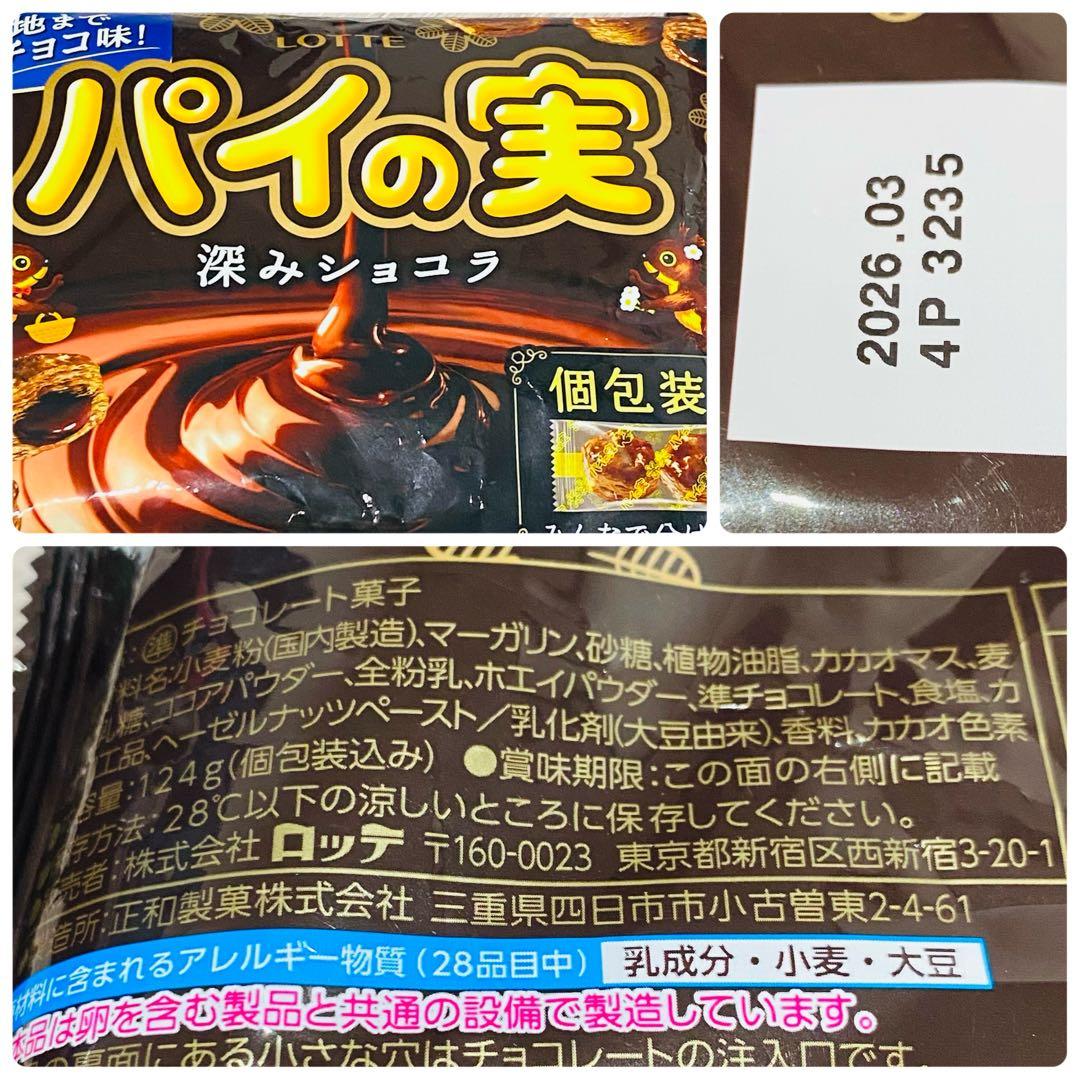 地まで
チョコ味!
LOTTE
パイの実
深みショコラ
個包装
2026.03
4P 3235
準 チョコレート菓子
料名:小麦粉(国内製造)、マーガリン、砂糖、植物油脂、カカオマス、麦
乳糖、ココアパウダー、全粉乳、ホエイパウダー、準チョコレート、食塩、カ
工品、ヘーゼルナッツペースト/乳化剤(大豆由来)、香料、カカオ色素
容量:124g(個包装込み) ●賞味期限:この面の右側に記載
存方法:28℃以下の涼しいところに保存してください。
売者:株式会社 ロッテ 〒160-0023 東京都新宿区西新宿3-20-1
造所:正和製菓株式会社 三重県四日市市小古曽東2-4-61
材料に含まれるアレルギー物質(28品目中) 乳成分・小麦・大豆
本品は卵を含む製品と共通の設備で製造しています。
の裏面にある小さな穴はチョコレートの注入口です。